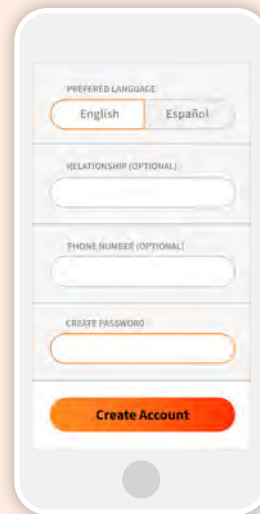 PREFERED LANGUAGE
English Español
RELATIONSHIP (OPTIONAL)
PHONE NUMBER (OPTIONAL)
CREATE PASSWORD
Create Account